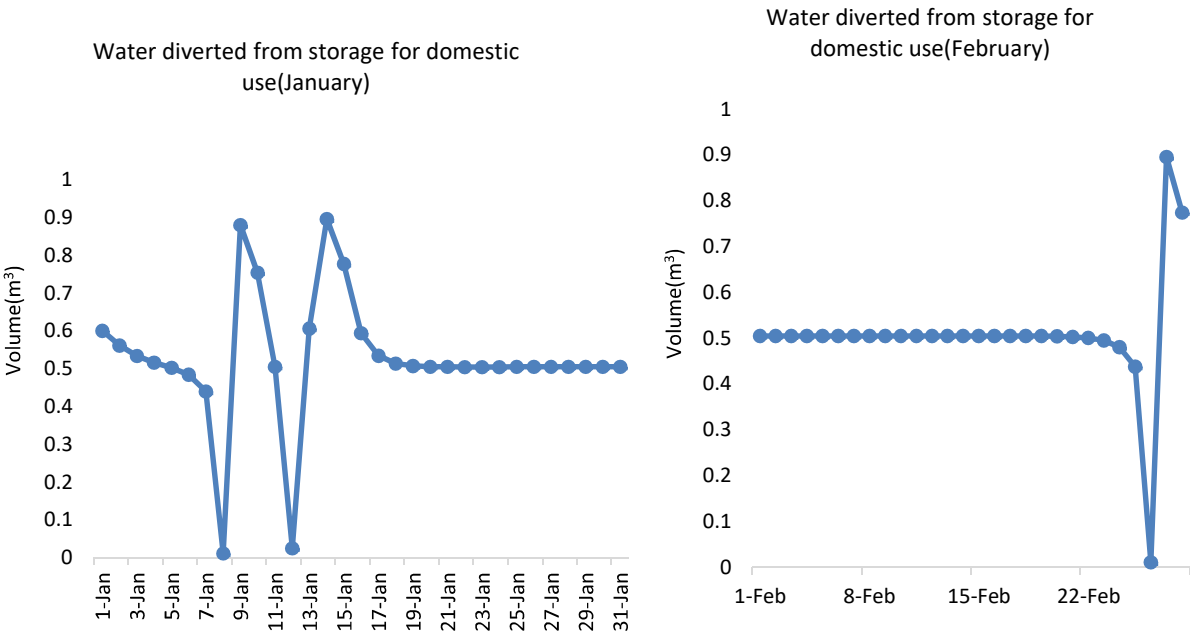 Water diverted from storage for domestic
use(January)
Volume(m³)
1
0.9
0.8
0.7
0.6
0.5
0.4
0.3
0.2
0.1
0
1-Jan
3-Jan
5-Jan
7-Jan
9-Jan
11-Jan
13-Jan
15-Jan
17-Jan
19-Jan
21-Jan
23-Jan
25-Jan
27-Jan
29-Jan
31-Jan
Water diverted from storage for
domestic use(February)
Volume(m³)
1
0.9
0.8
0.7
0.6
0.5
0.4
0.3
0.2
0.1
0
1-Feb
8-Feb
15-Feb
22-Feb